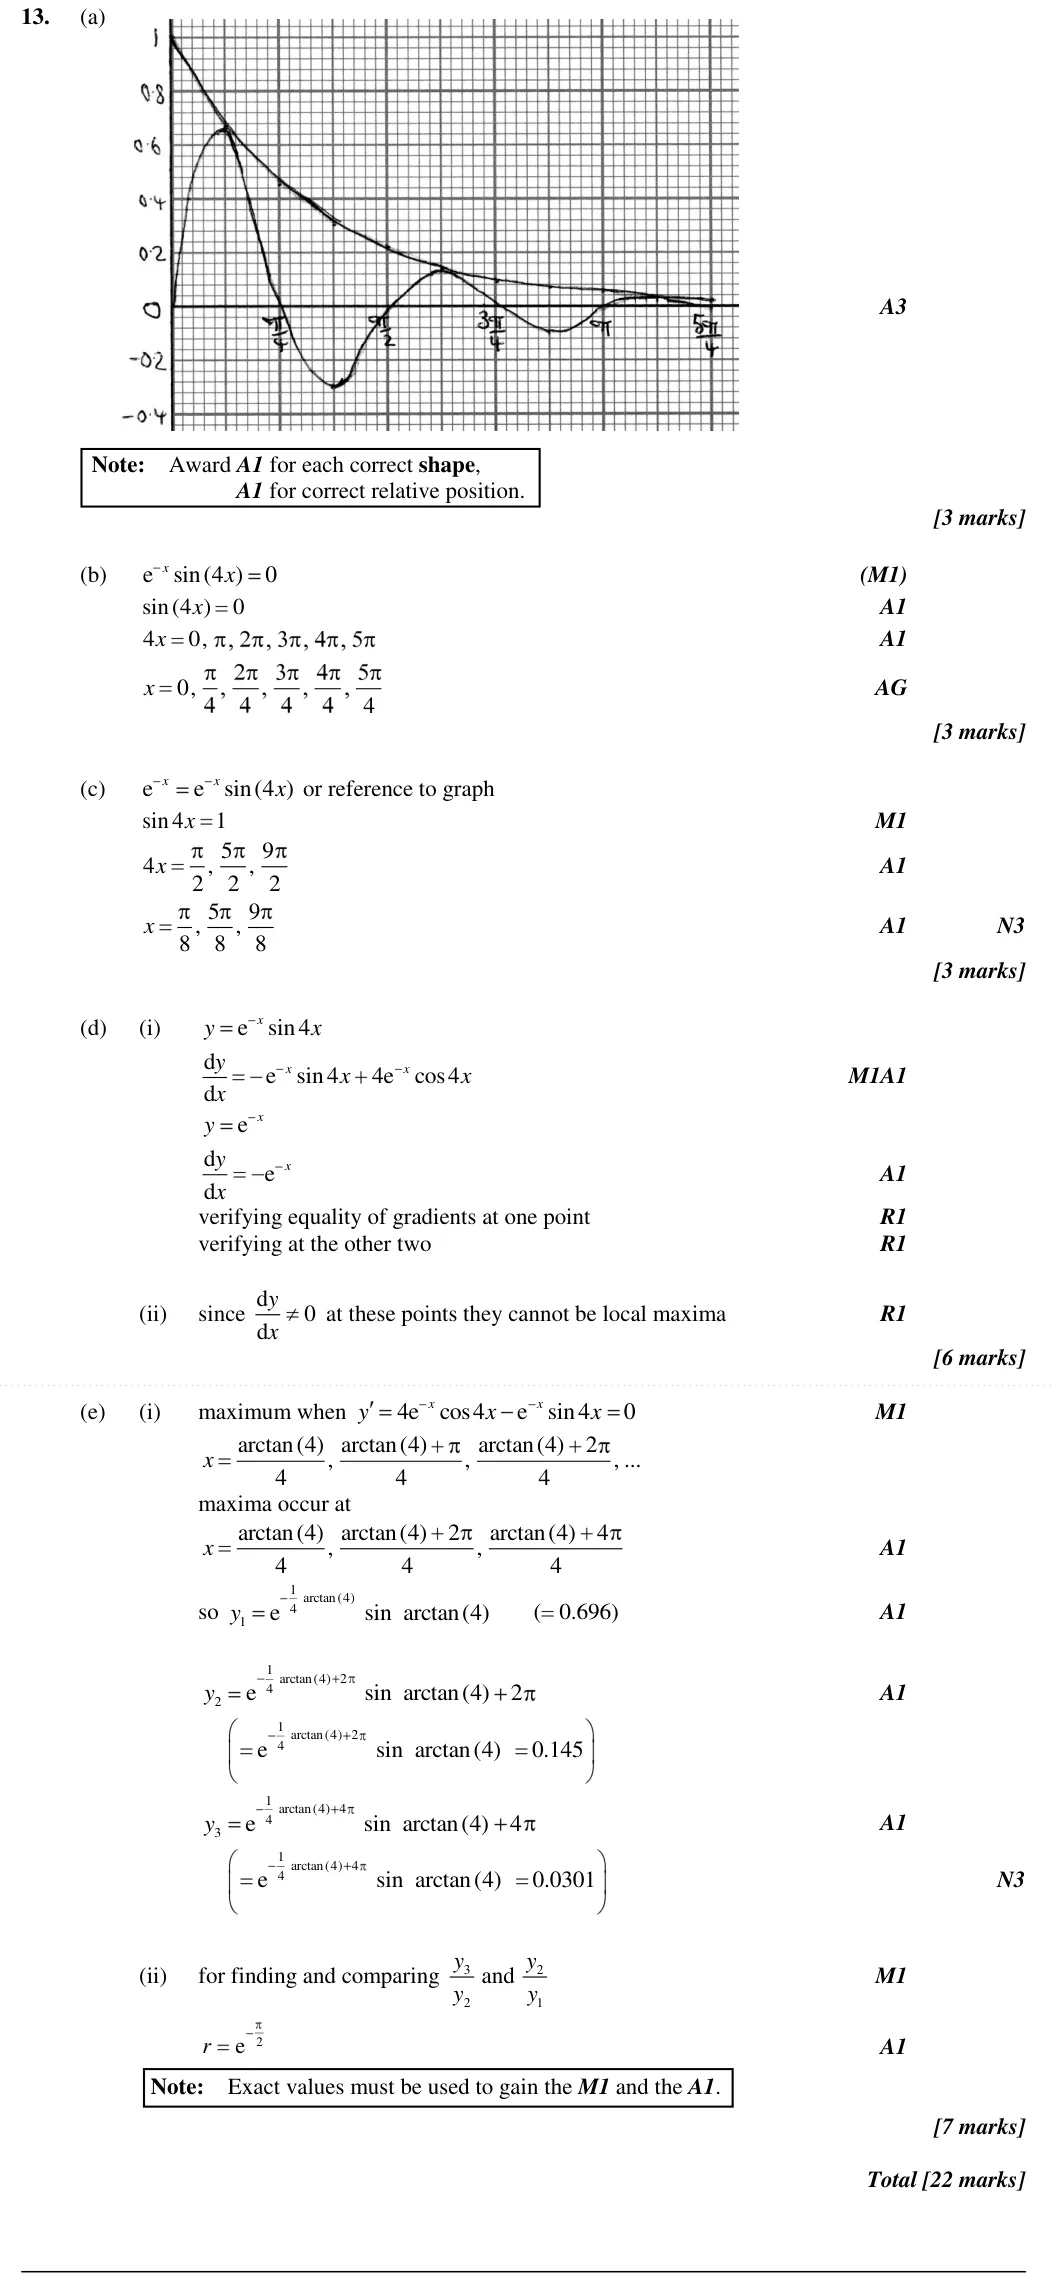 13. (a)
1
0.8
0.6
0.4
0.2
0
-0.2
-0.4
π/4 π/2 3π/4 π 5π/4
A3
Note: Award A1 for each correct shape,
A1 for correct relative position.
[3 marks]
(b) e^(−x) sin(4x) = 0 (M1)
sin(4x) = 0 A1
4x = 0, π, 2π, 3π, 4π, 5π A1
x = 0, π/4, 2π/4, 3π/4, 4π/4, 5π/4 AG
[3 marks]
(c) e^(−x) = e^(−x) sin(4x) or reference to graph
sin 4x = 1 M1
4x = π/2, 5π/2, 9π/2 A1
x = π/8, 5π/8, 9π/8 A1 N3
[3 marks]
(d) (i) y = e^(−x) sin 4x
dy/dx = −e^(−x) sin 4x + 4e^(−x) cos 4x M1A1
y = e^(−x)
dy/dx = −e^(−x) A1
verifying equality of gradients at one point R1
verifying at the other two R1
(ii) since dy/dx ≠ 0 at these points they cannot be local maxima R1
[6 marks]
(e) (i) maximum when y′ = 4e^(−x) cos 4x − e^(−x) sin 4x = 0 M1
x = arctan(4)/4, arctan(4) + π/4, arctan(4) + 2π/4, ...
maxima occur at
x = arctan(4)/4, arctan(4) + 2π/4, arctan(4) + 4π/4 A1
so y₁ = e^(−1/4 arctan(4)) sin arctan(4) (= 0.696) A1
y₂ = e^(−1/4 arctan(4)+2π) sin arctan(4) + 2π A1
(= e^(−1/4 arctan(4)+2π) sin arctan(4) = 0.145)
y₃ = e^(−1/4 arctan(4)+4π) sin arctan(4) + 4π A1
(= e^(−1/4 arctan(4)+4π) sin arctan(4) = 0.0301) N3
(ii) for finding and comparing y₃/y₂ and y₂/y₁ M1
r = e^(−π/2) A1
Note: Exact values must be used to gain the M1 and the A1.
[7 marks]
Total [22 marks]